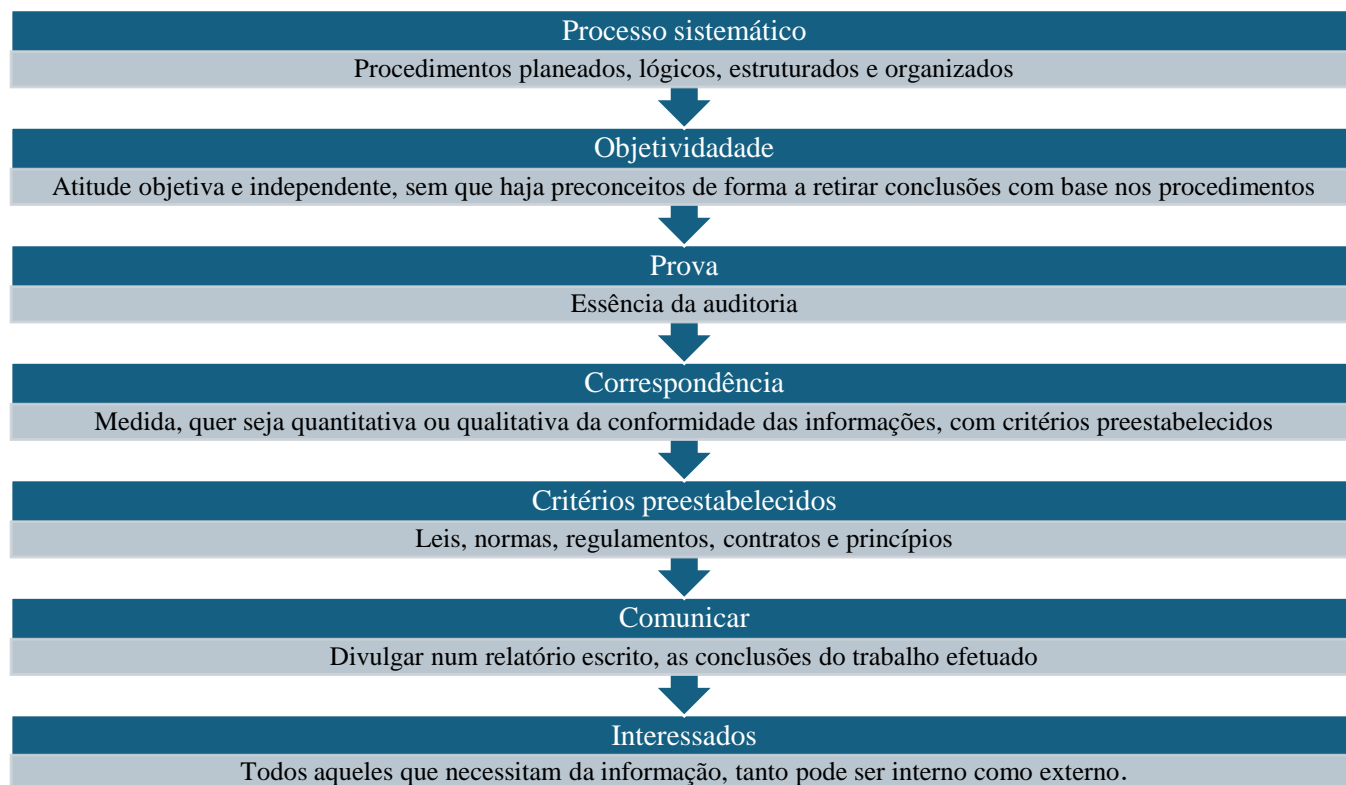 Processo sistemático
Procedimentos planeados, lógicos, estruturados e organizados
Objetividadade
Atitude objetiva e independente, sem que haja preconceitos de forma a retirar conclusões com base nos procedimentos
Prova
Essência da auditoria
Correspondência
Medida, quer seja quantitativa ou qualitativa da conformidade das informações, com critérios preestabelecidos
Critérios preestabelecidos
Leis, normas, regulamentos, contratos e princípios
Comunicar
Divulgar num relatório escrito, as conclusões do trabalho efetuado
Interessados
Todos aqueles que necessitam da informação, tanto pode ser interno como externo.